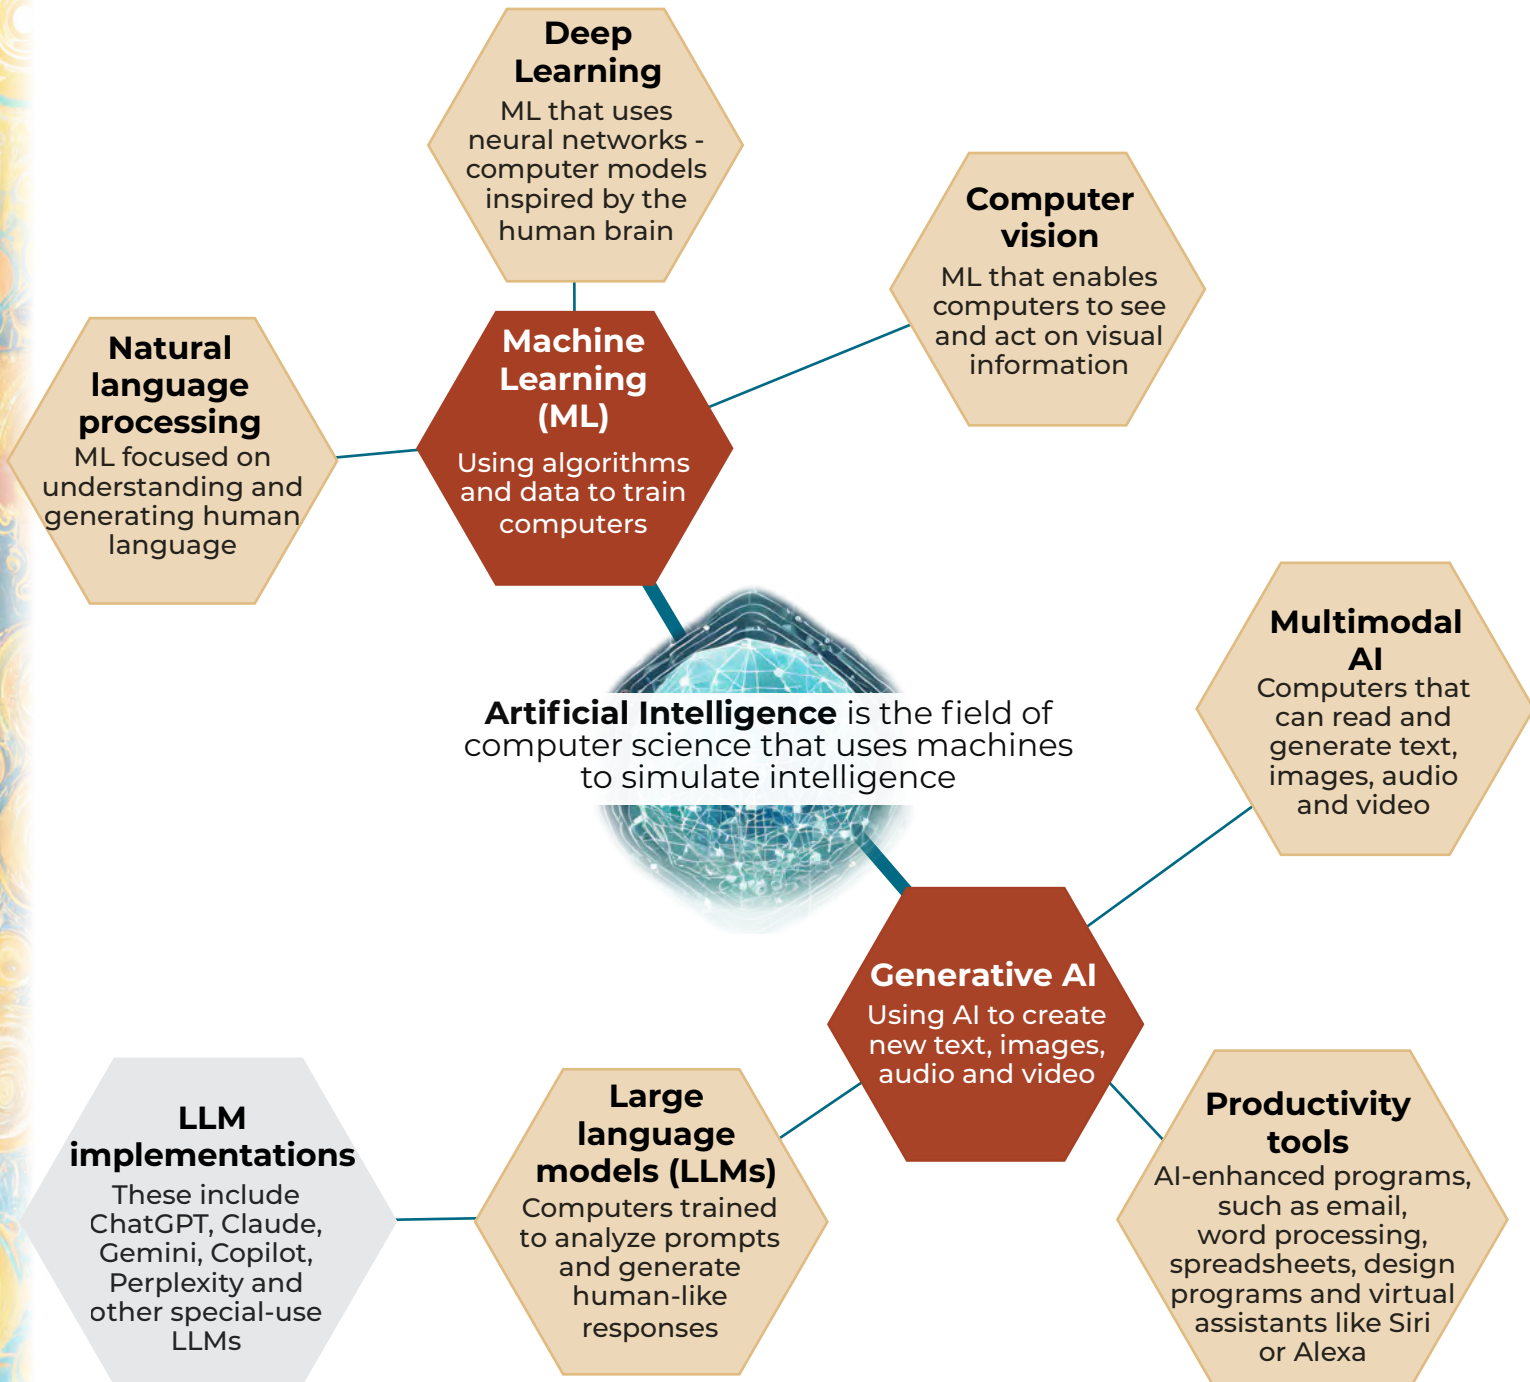 Deep
Learning
ML that uses
neural networks -
computer models
inspired by the
human brain
Computer
vision
ML that enables
computers to see
and act on visual
information
Natural
language
processing
ML focused on
understanding and
generating human
language
Machine
Learning
(ML)
Using algorithms
and data to train
computers
Artificial Intelligence is the field of
computer science that uses machines
to simulate intelligence
Multimodal
AI
Computers that
can read and
generate text,
images, audio
and video
Generative AI
Using AI to create
new text, images,
audio and video
LLM
implementations
These include
ChatGPT, Claude,
Gemini, Copilot,
Perplexity and
other special-use
LLMs
Large
language
models (LLMs)
Computers trained
to analyze prompts
and generate
human-like
responses
Productivity
tools
AI-enhanced programs,
such as email,
word processing,
spreadsheets, design
programs and virtual
assistants like Siri
or Alexa